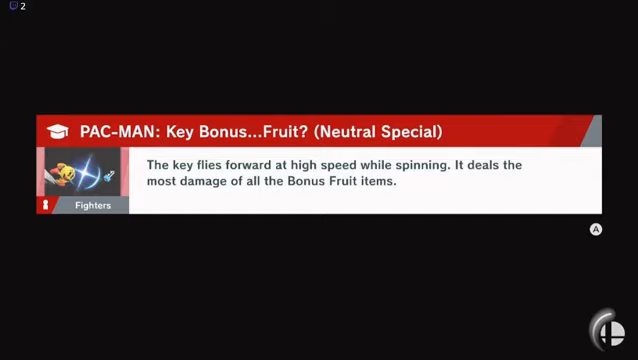 2
PAC-MAN: Key Bonus...Fruit? (Neutral Special)
The key flies forward at high speed while spinning. It deals the
most damage of all the Bonus Fruit items.
Fighters
A